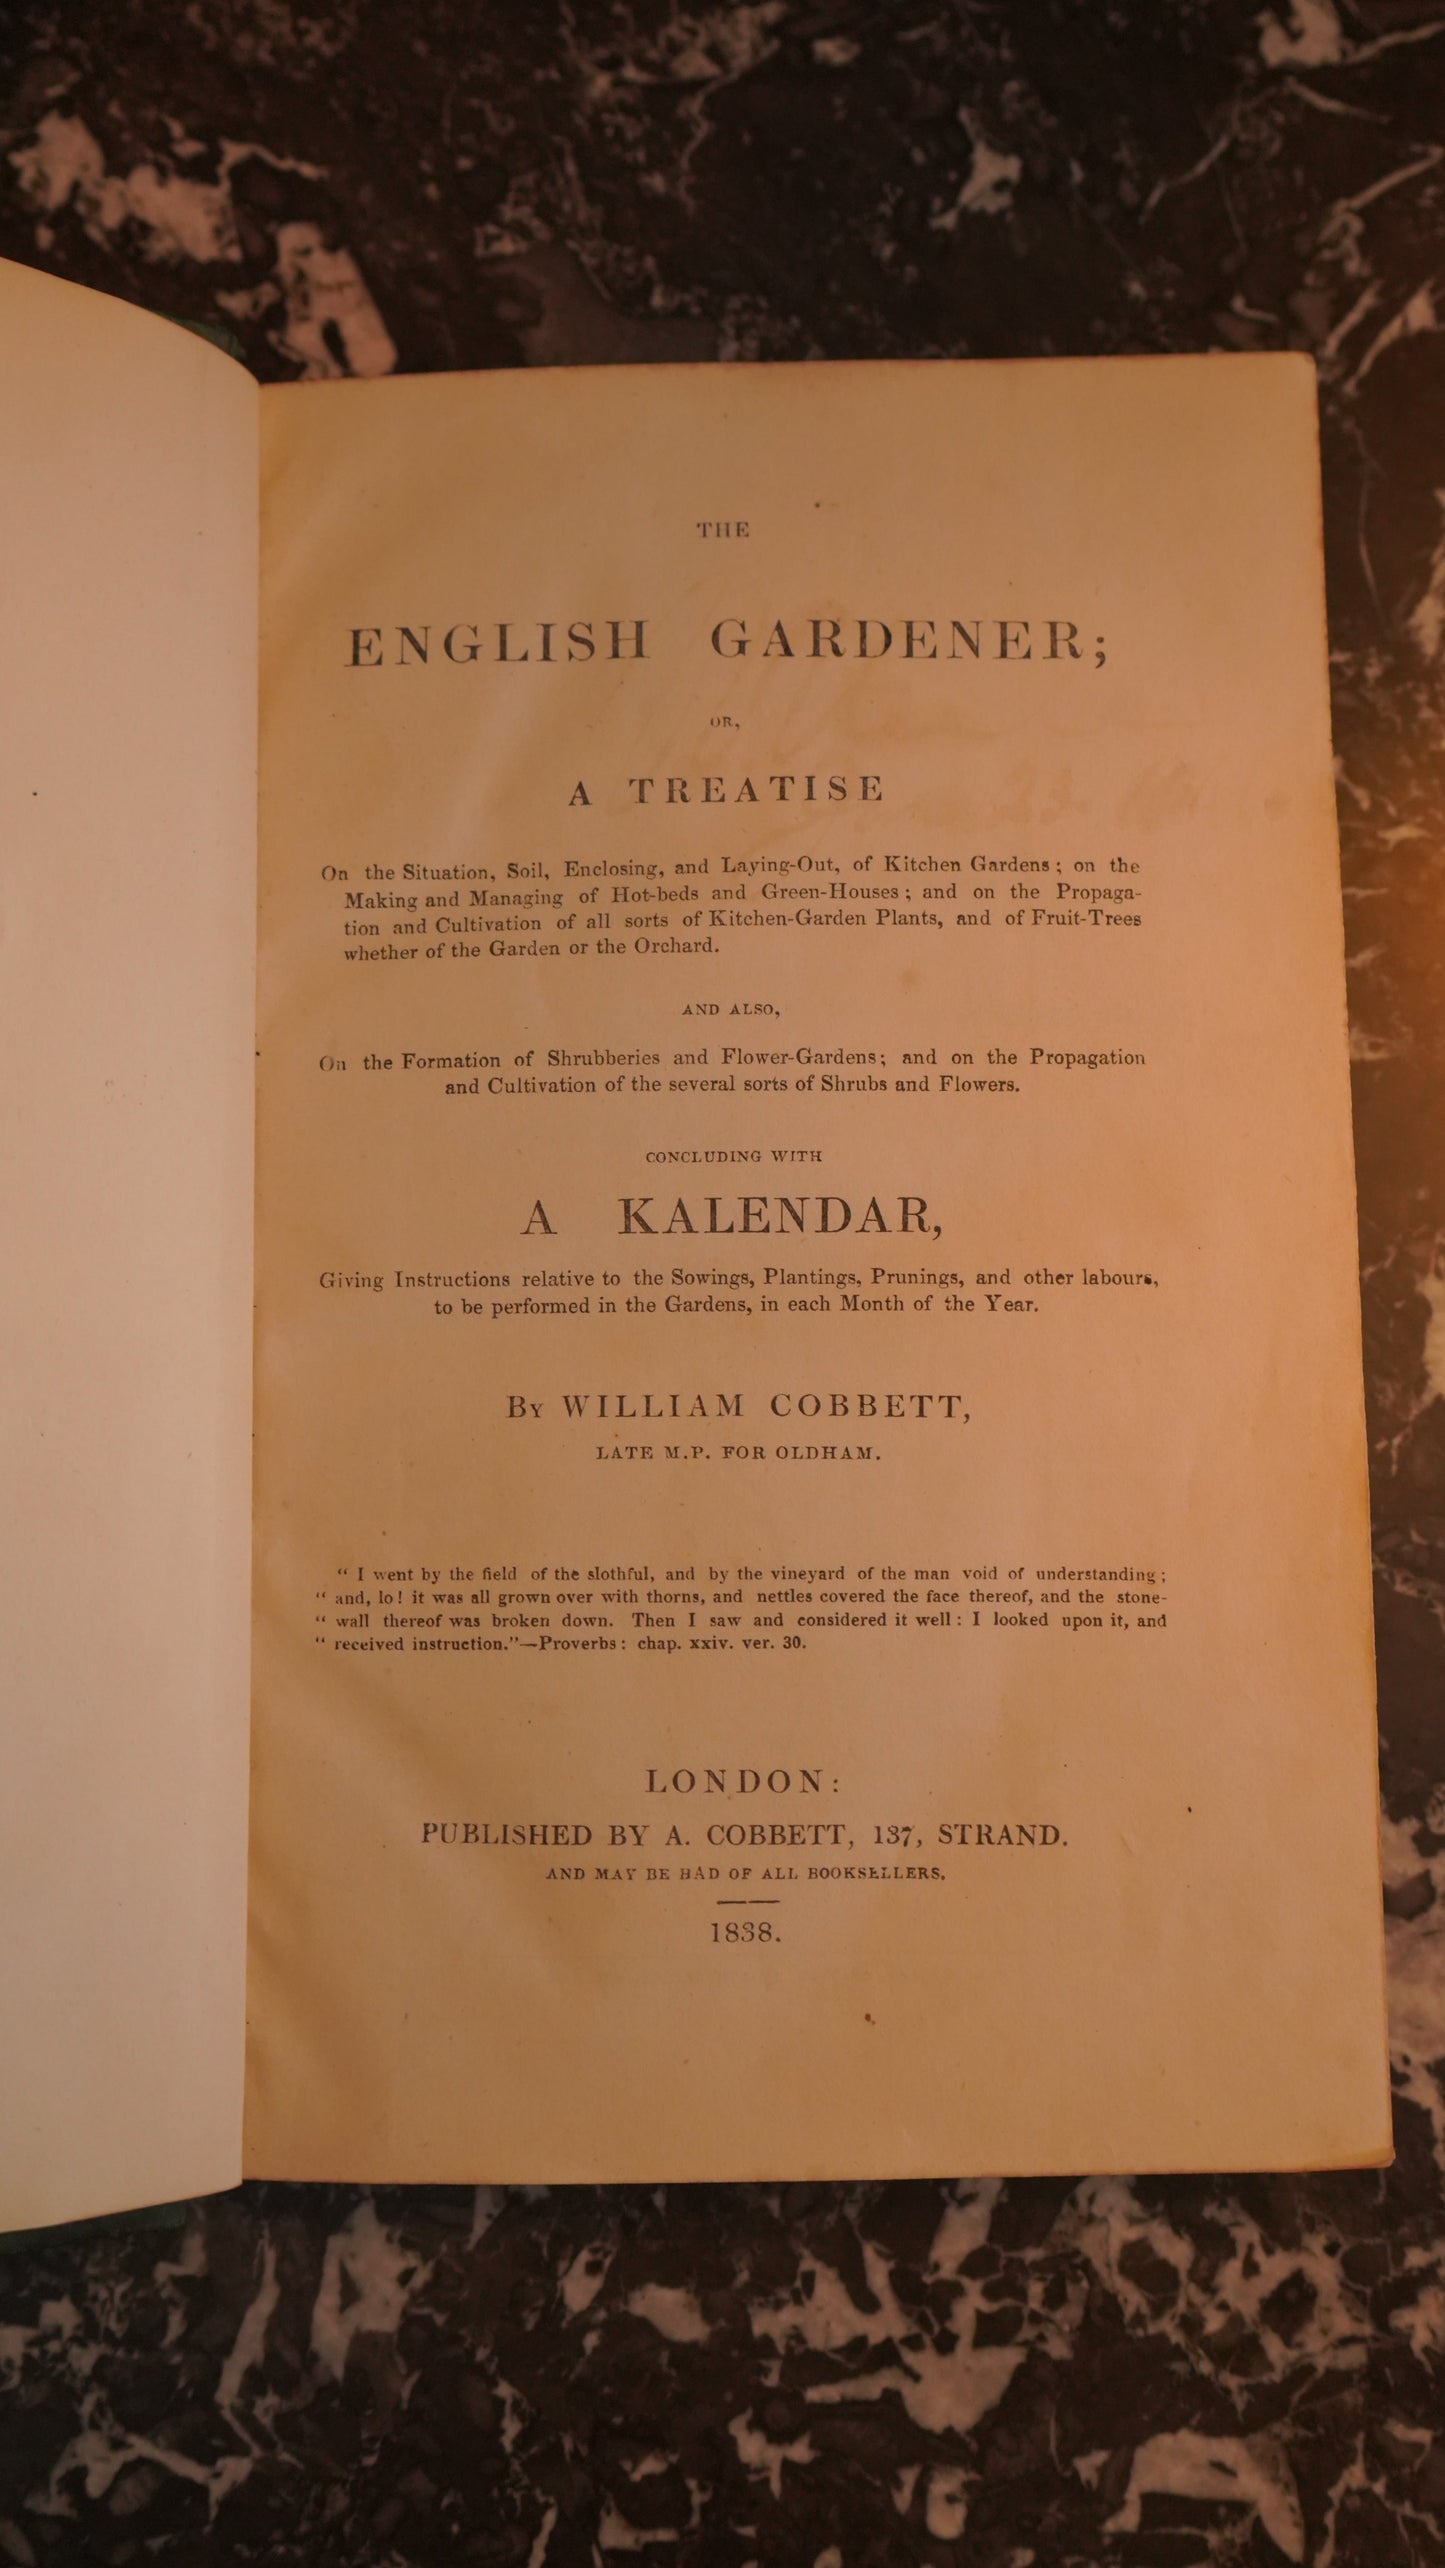 THE
ENGLISH GARDENER;
OR,
A TREATISE
On the Situation, Soil, Enclosing, and Laying-Out, of Kitchen Gardens; on the
Making and Managing of Hot-beds and Green-Houses; and on the Propaga-
tion and Cultivation of all sorts of Kitchen-Garden Plants, and of Fruit-Trees
whether of the Garden or the Orchard.
AND ALSO,
On the Formation of Shrubberies and Flower-Gardens; and on the Propagation
and Cultivation of the several sorts of Shrubs and Flowers.
CONCLUDING WITH
A KALENDAR,
Giving Instructions relative to the Sowings, Plantings, Prunings, and other labours,
to be performed in the Gardens, in each Month of the Year.
By WILLIAM COBBETT,
LATE M.P. FOR OLDHAM.
“ I went by the field of the slothful, and by the vineyard of the man void of understanding;
“ and, lo! it was all grown over with thorns, and nettles covered the face thereof, and the stone-
“ wall thereof was broken down. Then I saw and considered it well: I looked upon it, and
“ received instruction.”—Proverbs: chap. xxiv. ver. 30.
LONDON:
PUBLISHED BY A. COBBETT, 137, STRAND.
AND MAY BE HAD OF ALL BOOKSELLERS.
1838.